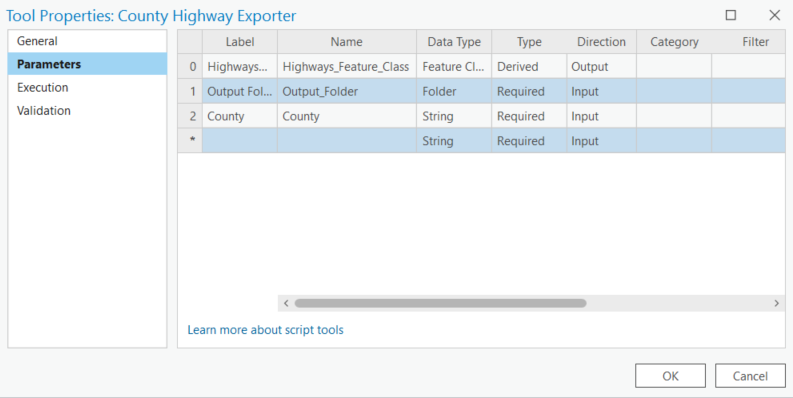 Tool Properties: County Highway Exporter
General
Parameters
Execution
Validation
Label Name Data Type Type Direction Category Filter
0 Highways... Highways_Feature_Class Feature Cl... Derived Output
1 Output Fol... Output_Folder Folder Required Input
2 County County String Required Input
* String Required Input
Learn more about script tools
OK Cancel